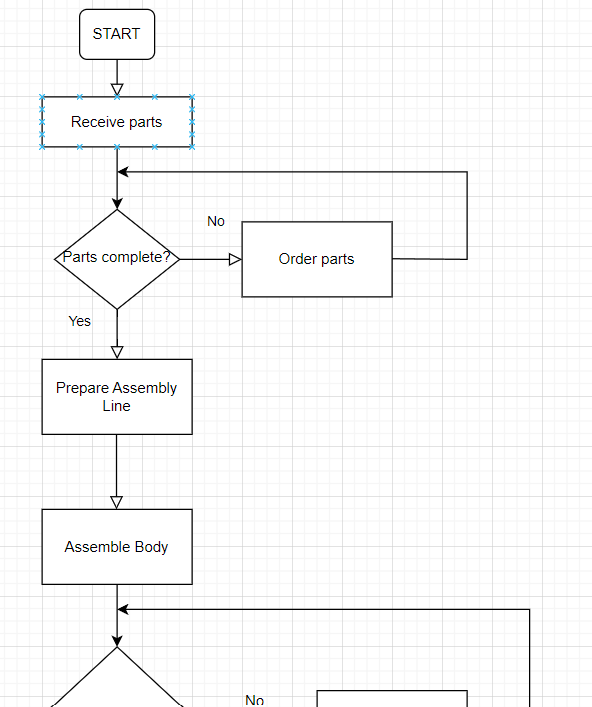 START
Receive parts
No
Parts complete?
Order parts
Yes
Prepare Assembly
Line
Assemble Body
No